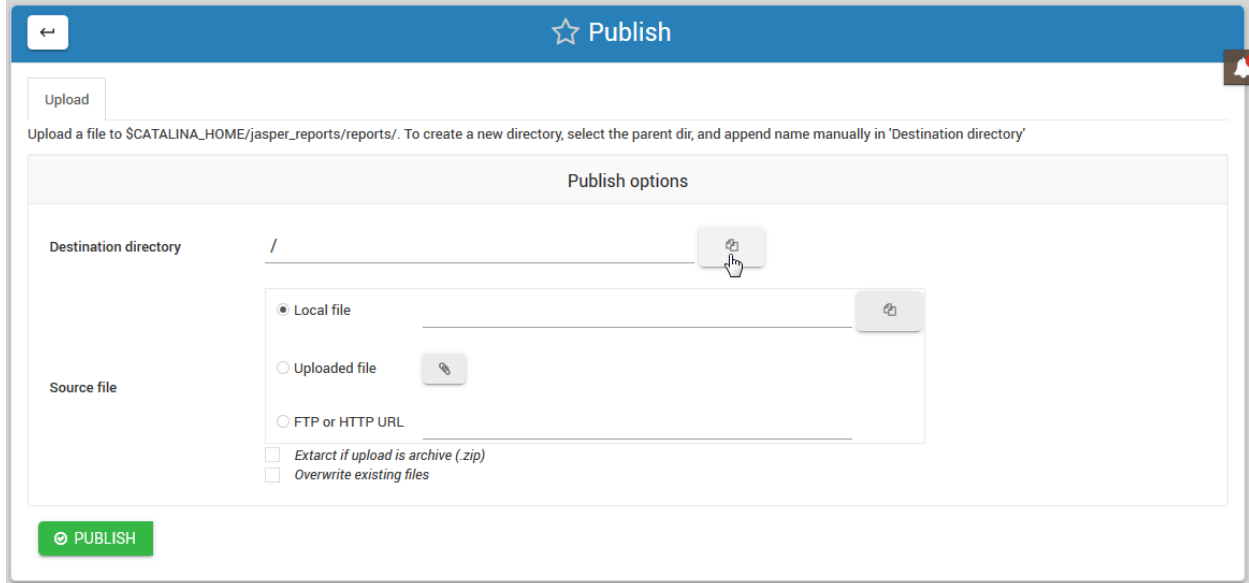 Publish
Upload
Upload a file to $CATALINA_HOME/jasper_reports/reports/. To create a new directory, select the parent dir, and append name manually in 'Destination directory'
Publish options
Destination directory /
Local file
Uploaded file
Source file
FTP or HTTP URL
Extarct if upload is archive (.zip)
Overwrite existing files
PUBLISH